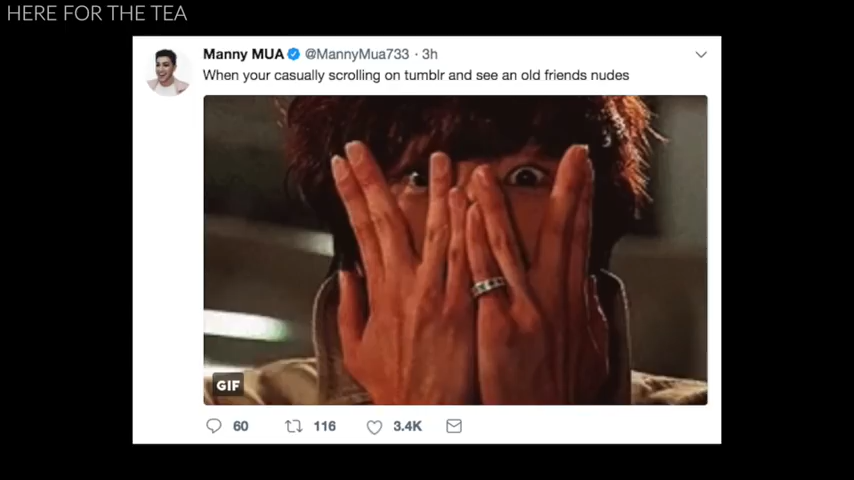 HERE FOR THE TEA
Manny MUA @MannyMua733 · 3h
When your casually scrolling on tumblr and see an old friends nudes
GIF
60 116 3.4K